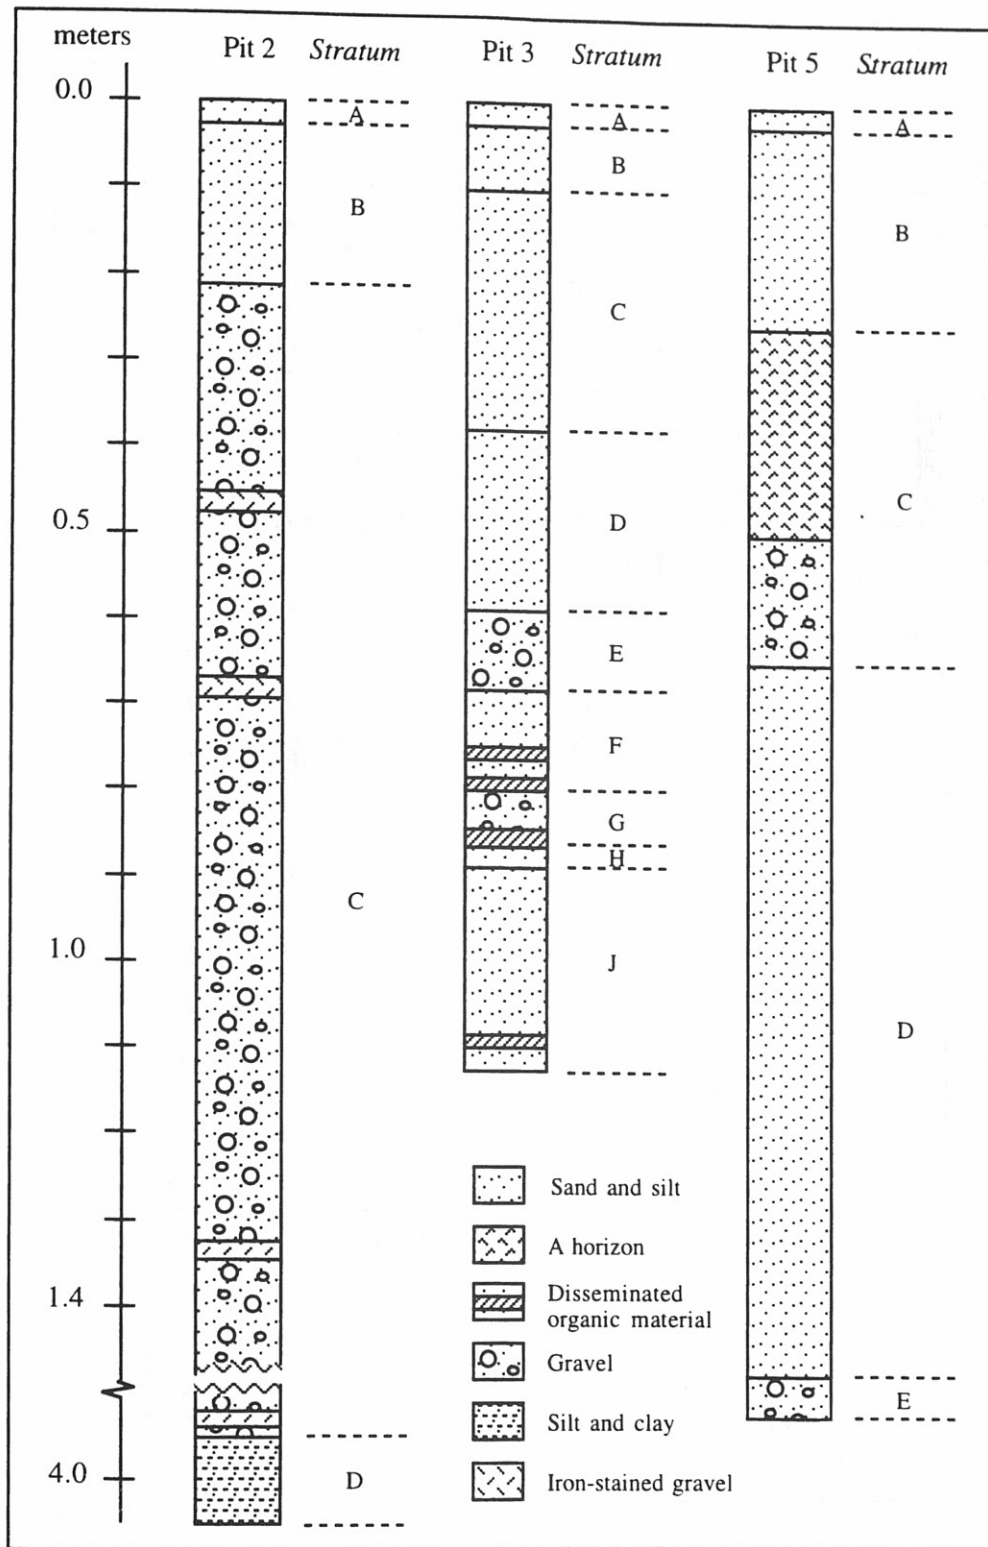 meters
Pit 2 Stratum Pit 3 Stratum Pit 5 Stratum
0.0
A A A
B B B
C
0.5 D C
E
F
G
H
C
1.0 J
D
Sand and silt
A horizon
1.4 Disseminated
organic material
Gravel
E
Silt and clay
4.0 D Iron-stained gravel